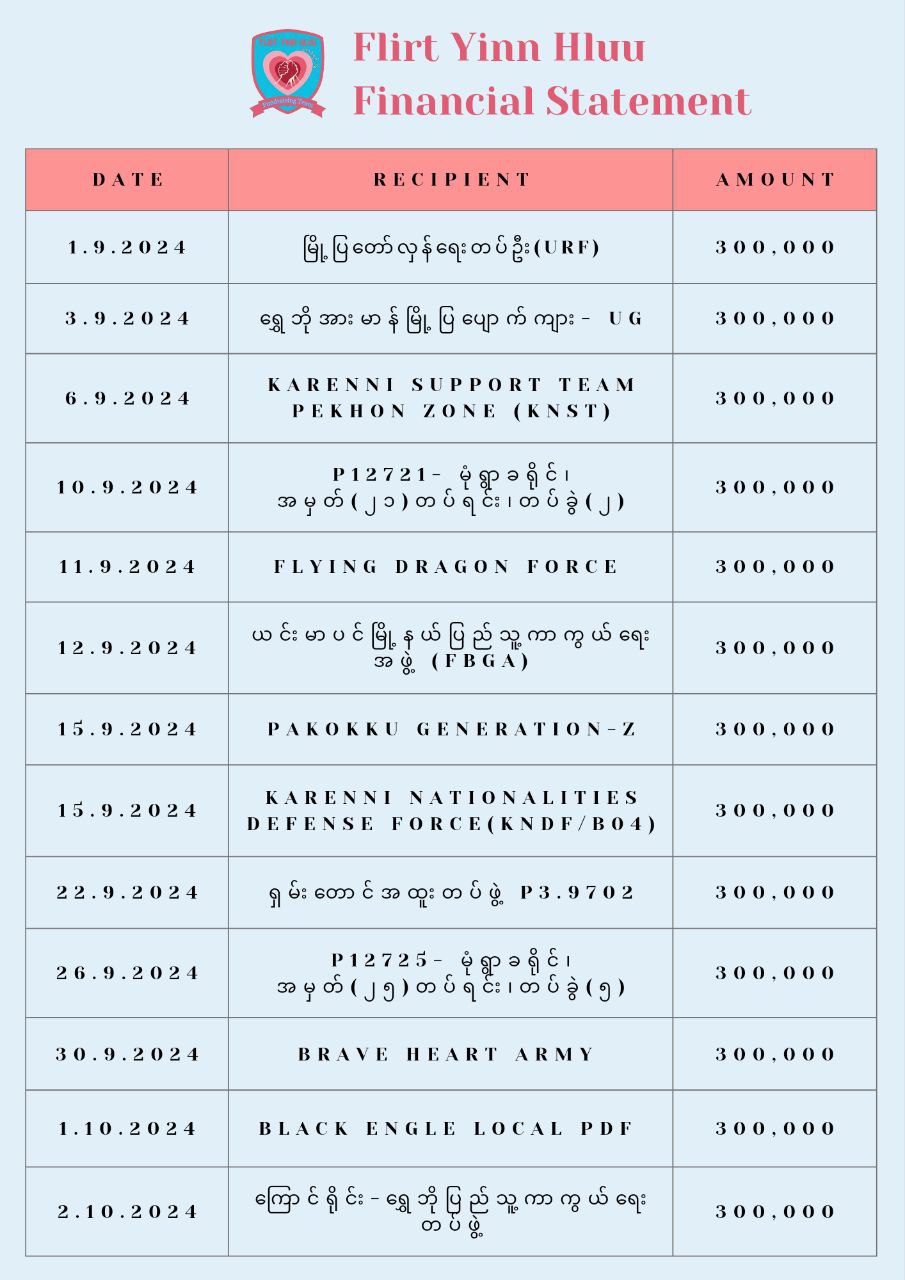 FLIRT YINN HLUU
Fundraising Team
Flirt Yinn Hluu
Financial Statement
DATE RECIPIENT AMOUNT
1.9.2024 မြို့ပြတော်လှန်ရေးတပ်ဦး(URF) 300,000
3.9.2024 ရွှေဘိုအားမာန်မြို့ပြပျောက်ကျား- UG 300,000
6.9.2024 KARENNI SUPPORT TEAM
PEKHON ZONE (KNST) 300,000
10.9.2024 P12721- မုံရွာခရိုင်၊
အမှတ်(၂၁)တပ်ရင်း၊တပ်ခွဲ(၂) 300,000
11.9.2024 FLYING DRAGON FORCE 300,000
12.9.2024 ယင်းမာပင်မြို့နယ်ပြည်သူ့ကာကွယ်ရေး
အဖွဲ့ (FBGA) 300,000
15.9.2024 PAKOKKU GENERATION-Z 300,000
15.9.2024 KARENNI NATIONALITIES
DEFENSE FORCE(KNDF/B04) 300,000
22.9.2024 ရှမ်းတောင်အထူးတပ်ဖွဲ့ P3.9702 300,000
26.9.2024 P12725- မုံရွာခရိုင်၊
အမှတ်(၂၅)တပ်ရင်း၊တပ်ခွဲ(၅) 300,000
30.9.2024 BRAVE HEART ARMY 300,000
1.10.2024 BLACK ENGLE LOCAL PDF 300,000
2.10.2024 ကြောင်ရိုင်း-ရွှေဘိုပြည်သူ့ကာကွယ်ရေး
တပ်ဖွဲ့ 300,000